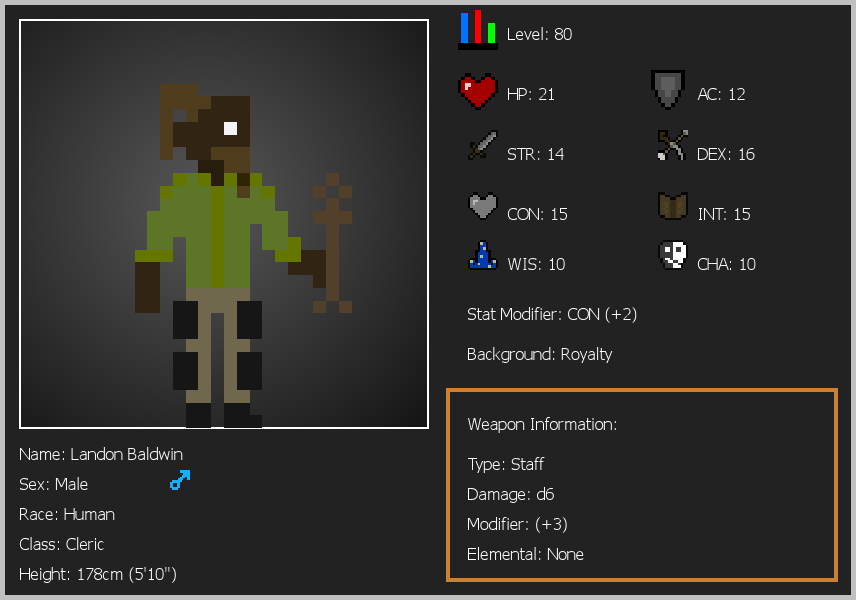 Level: 80
HP: 21
AC: 12
STR: 14
DEX: 16
CON: 15
INT: 15
WIS: 10
CHA: 10
Stat Modifier: CON (+2)
Background: Royalty
Weapon Information:
Type: Staff
Damage: d6
Modifier: (+3)
Elemental: None
Name: Landon Baldwin
Sex: Male
Race: Human
Class: Cleric
Height: 178cm (5'10")